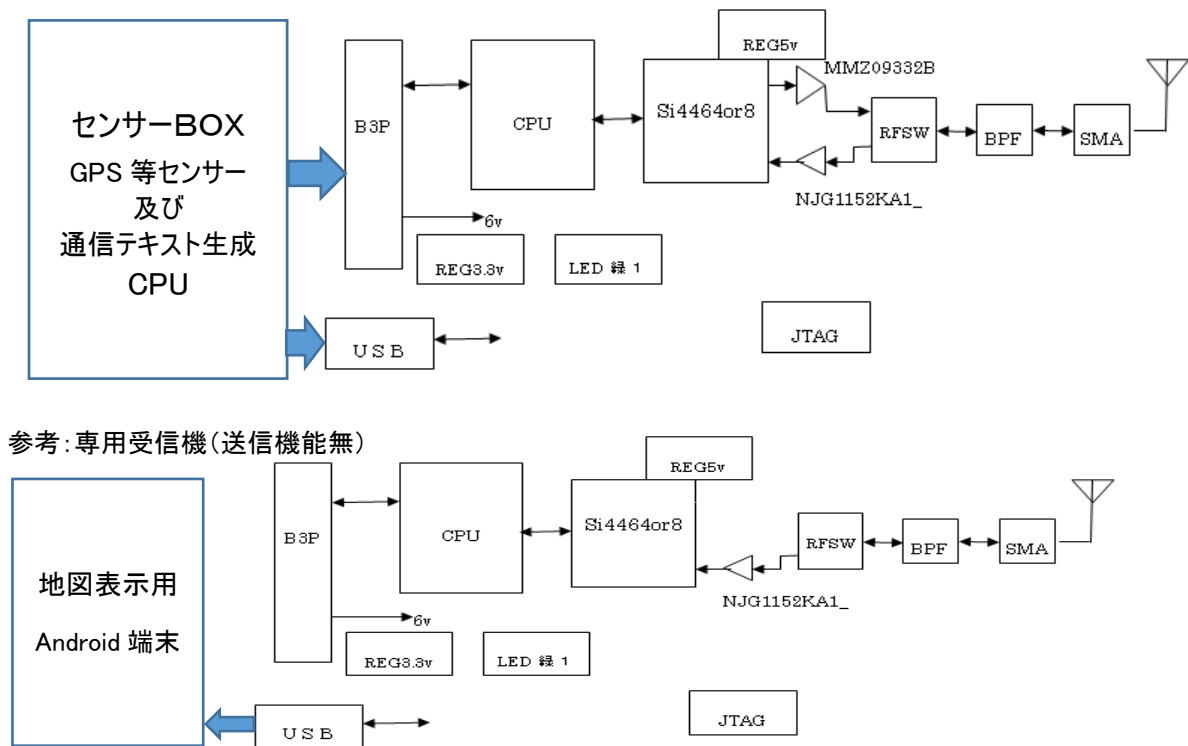 センサーBOX
GPS 等センサー
及び
通信テキスト生成
CPU
B3P
CPU
Si4464or8
REG5v
MMZ09332B
NJG1152KA1_
RFSW
BPF
SMA
6v
REG3.3v
LED 緑 1
USB
JTAG
参考：専用受信機（送信機能無）
地図表示用
Android 端末
B3P
CPU
Si4464or8
REG5v
NJG1152KA1_
RFSW
BPF
SMA
6v
REG3.3v
LED 緑 1
USB
JTAG